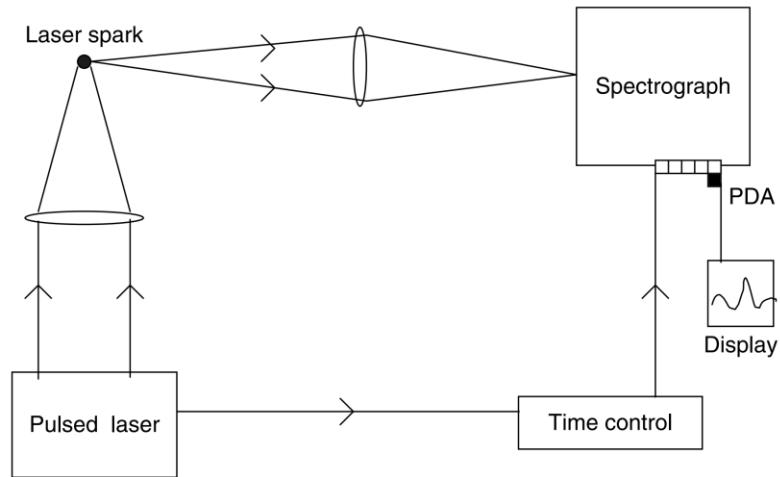 Laser spark
Spectrograph
PDA
Display
Pulsed laser
Time control